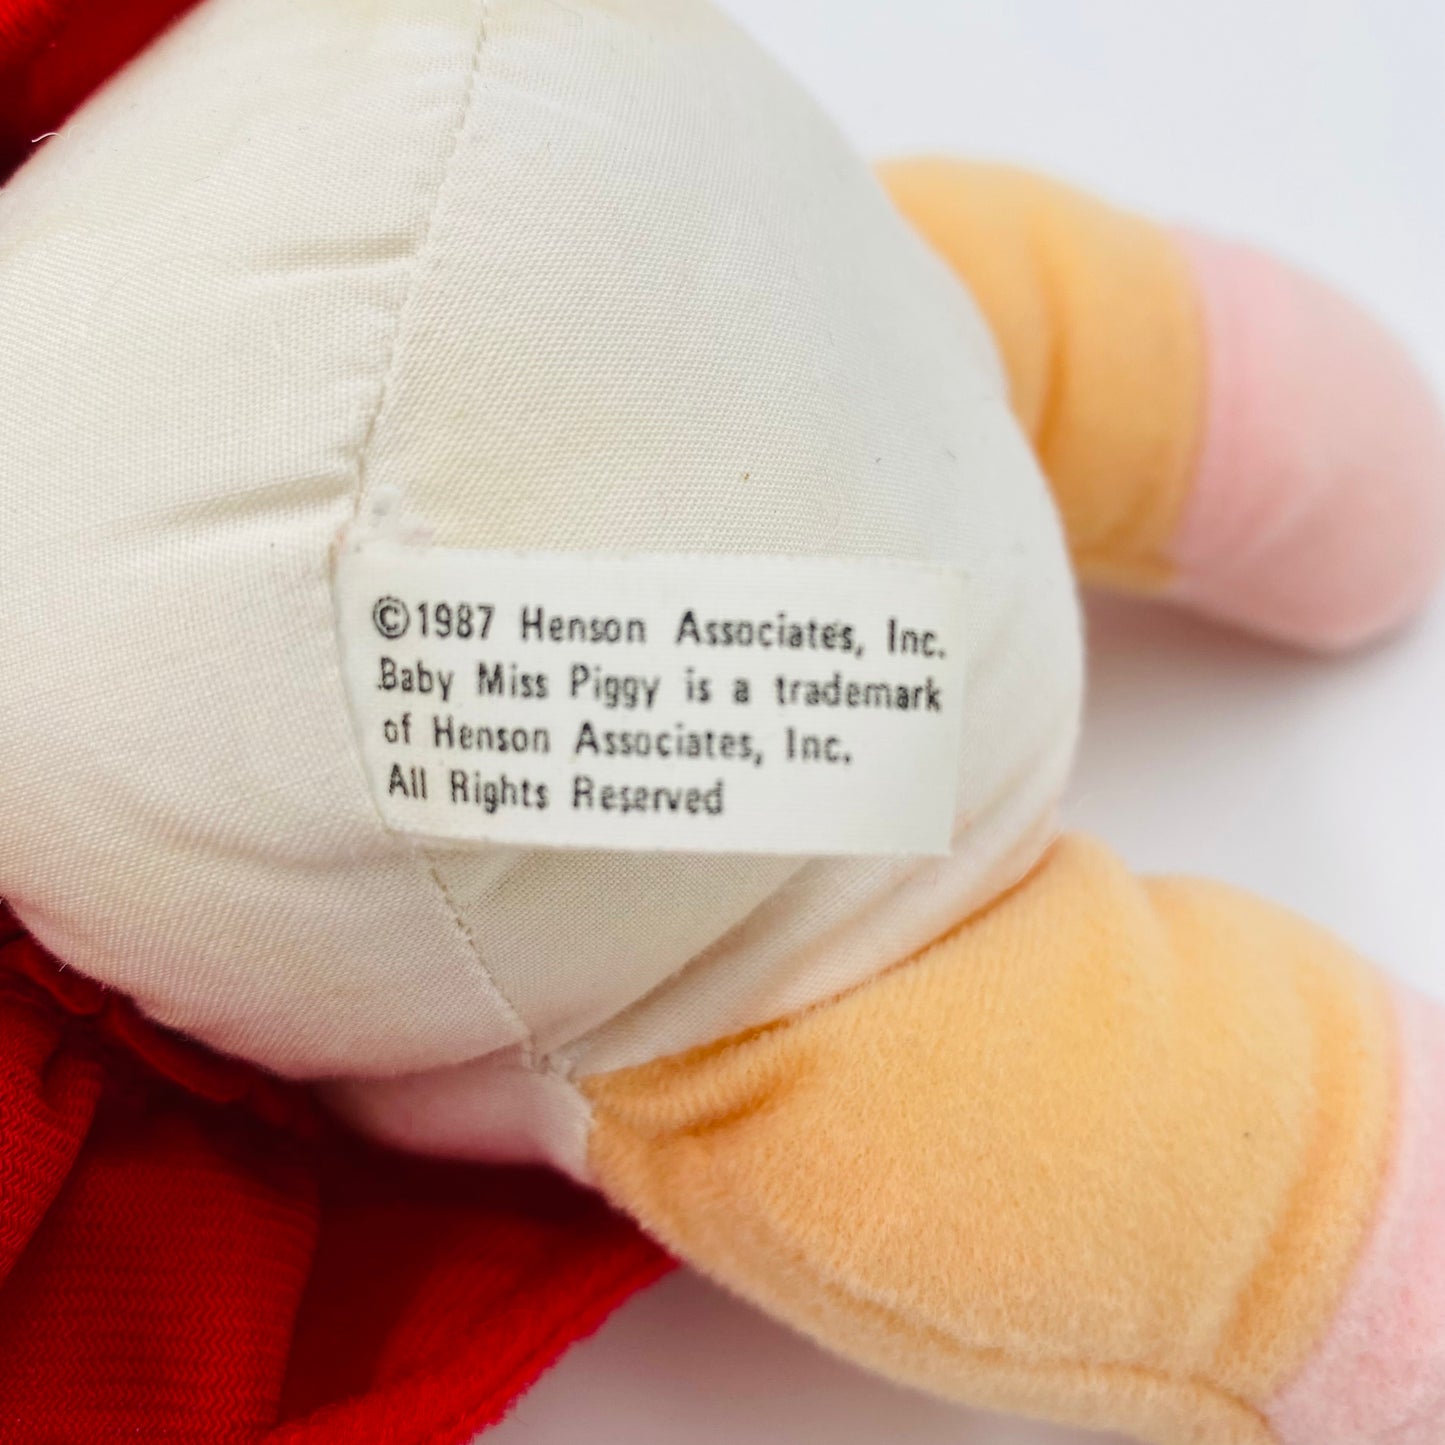 ©1987 Henson Associates, Inc.
Baby Miss Piggy is a trademark
of Henson Associates, Inc.
All Rights Reserved